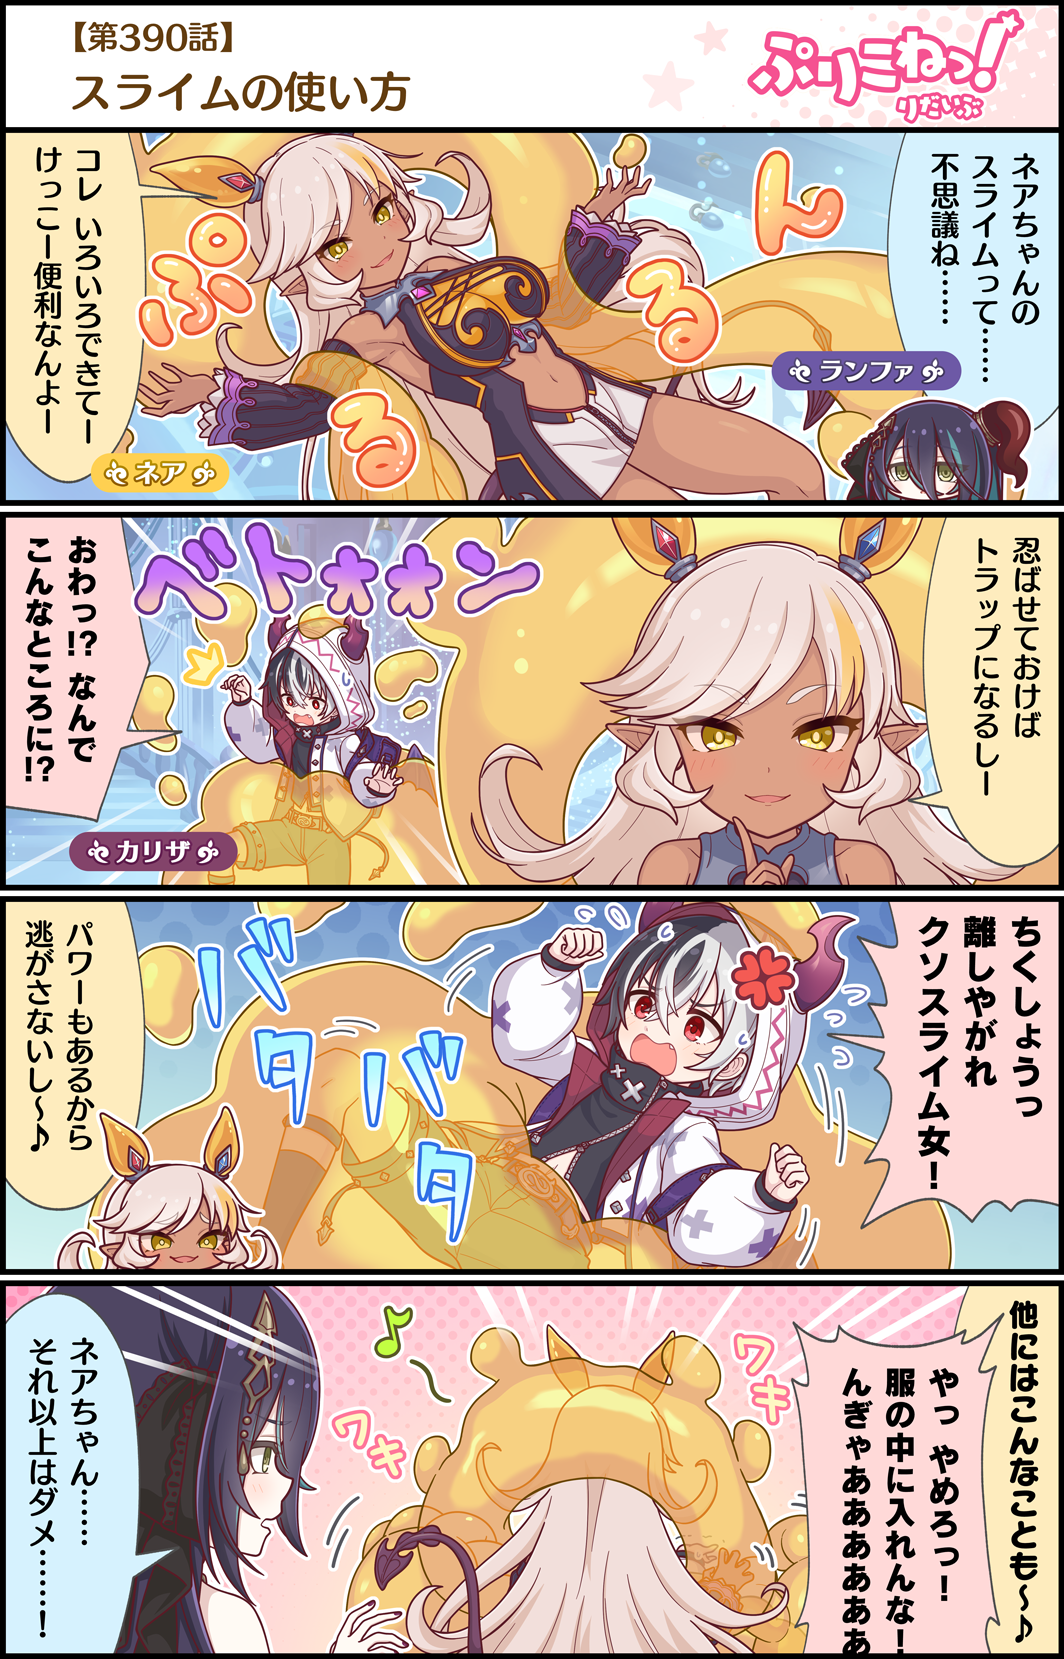 【第390話】
スライムの使い方
ぷりこねっ!
りだいぶ
ネアちゃんの
スライムって……
不思議ね……
ランファ
ぷるるん
コレ いろいろできてー
けっこー便利なんよー
ネア
忍ばせておけば
トラップになるしー
ベトォォン
おわっ!? なんで
こんなところに!?
カリザ
ちくしょうっ
離しやがれ
クソスライム女!
バタバタ
パワーもあるから
逃がさないし～♪
他にはこんなことも～♪
やっ やめろっ!
服の中に入れんな!
んぎゃああああああ
ワキ
ワキ
ネアちゃん……
それ以上はダメ……!